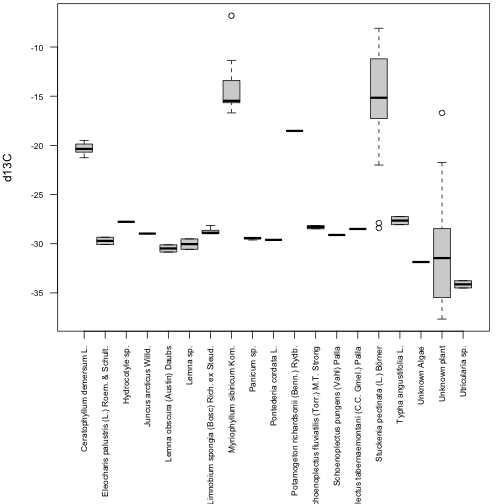 d13C
-10
-15
-20
-25
-30
-35
Ceratophyllum demersum L.
Eleocharis palustris (L.) Roem. & Schult.
Hydrocotyle sp.
Juncus arcticus Willd.
Lemna obscura (Austin) Daubs
Lemna sp.
Limnobium spongia (Bosc) Rich. ex Steud.
Myriophyllum sibiricum Kom.
Panicum sp.
Pontederia cordata L.
Potamogeton richardsonii (Benn.) Rydb.
choenoplectus fluviatilis (Torr.) M.T. Strong
Schoenoplectus pungens (Vahl) Palla
lectus tabernaemontani (C.C. Gmel.) Palla
Stuckenia pectinata (L.) Börner
Typha angustifolia L.
Unknown Algae
Unknown plant
Utricularia sp.